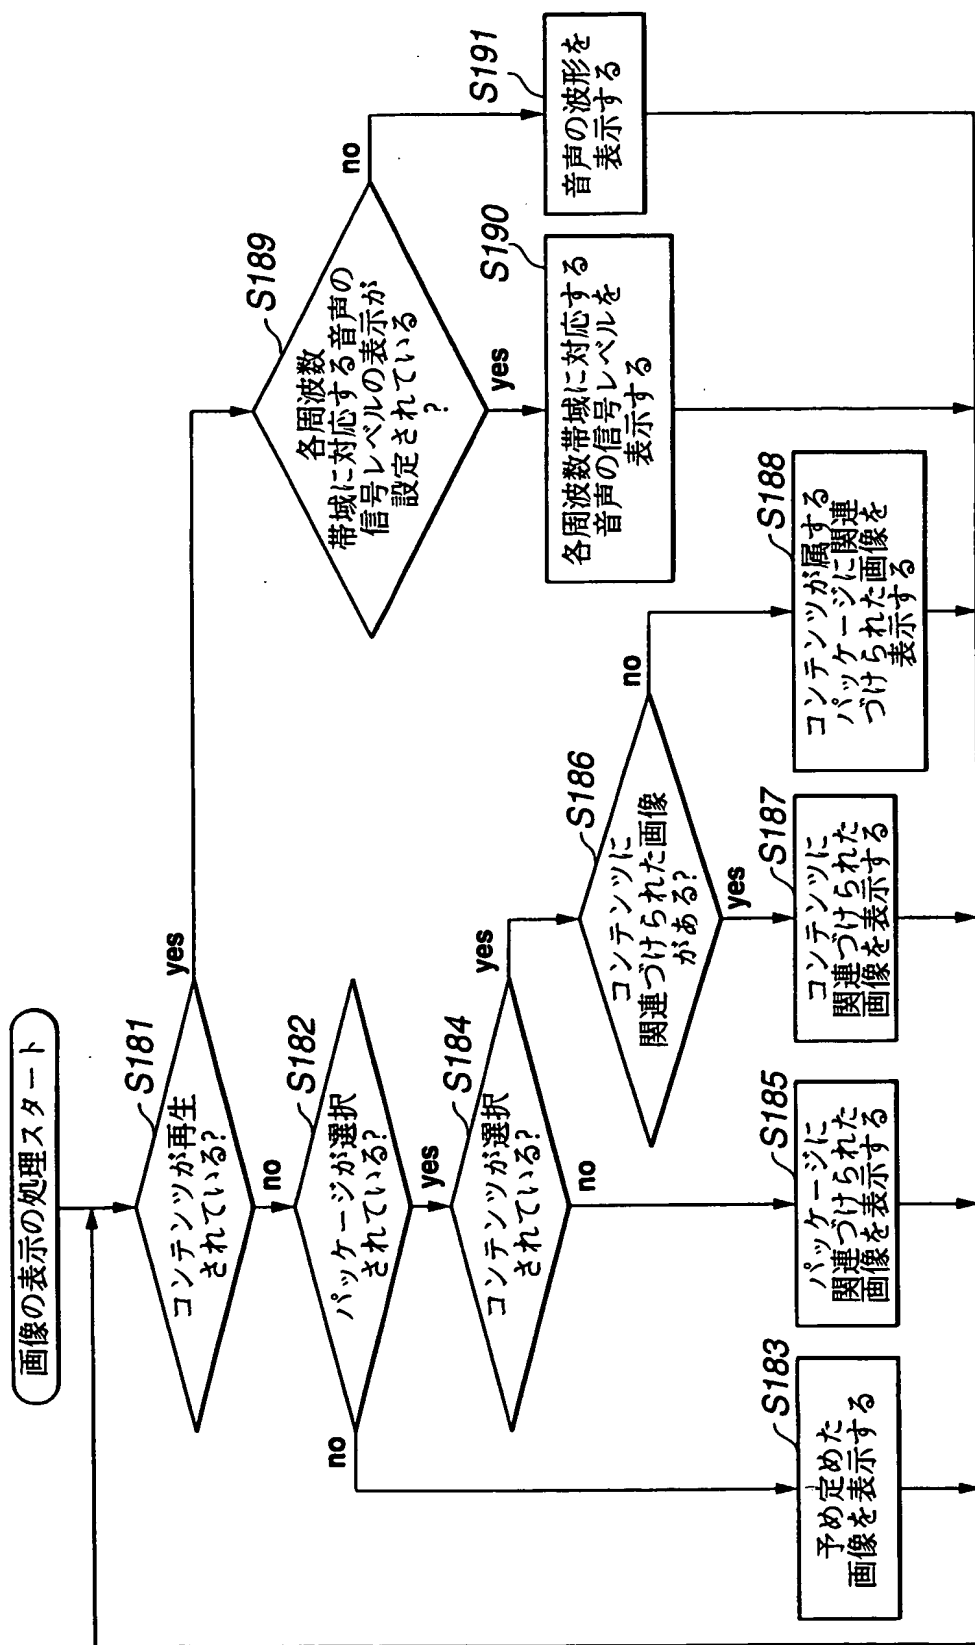 画像の表示の処理スタート
S181
コンテンツが再生
されている?
yes
no
S182
パッケージが選択
されている?
no
yes
S184
コンテンツが選択
されている?
yes
no
S186
コンテンツに
関連づけられた画像
がある?
no
yes
S189
各周波数
帯域に対応する音声の
信号レベルの表示が
設定されている
?
no
yes
S183
予め定めた
画像を表示する
S185
パッケージに
関連づけられた
画像を表示する
S187
コンテンツに
関連づけられた
画像を表示する
S188
コンテンツが属する
パッケージに関連
づけられた画像を
表示する
S190
各周波数帯域に対応する
音声の信号レベルを
表示する
S191
音声の波形を
表示する